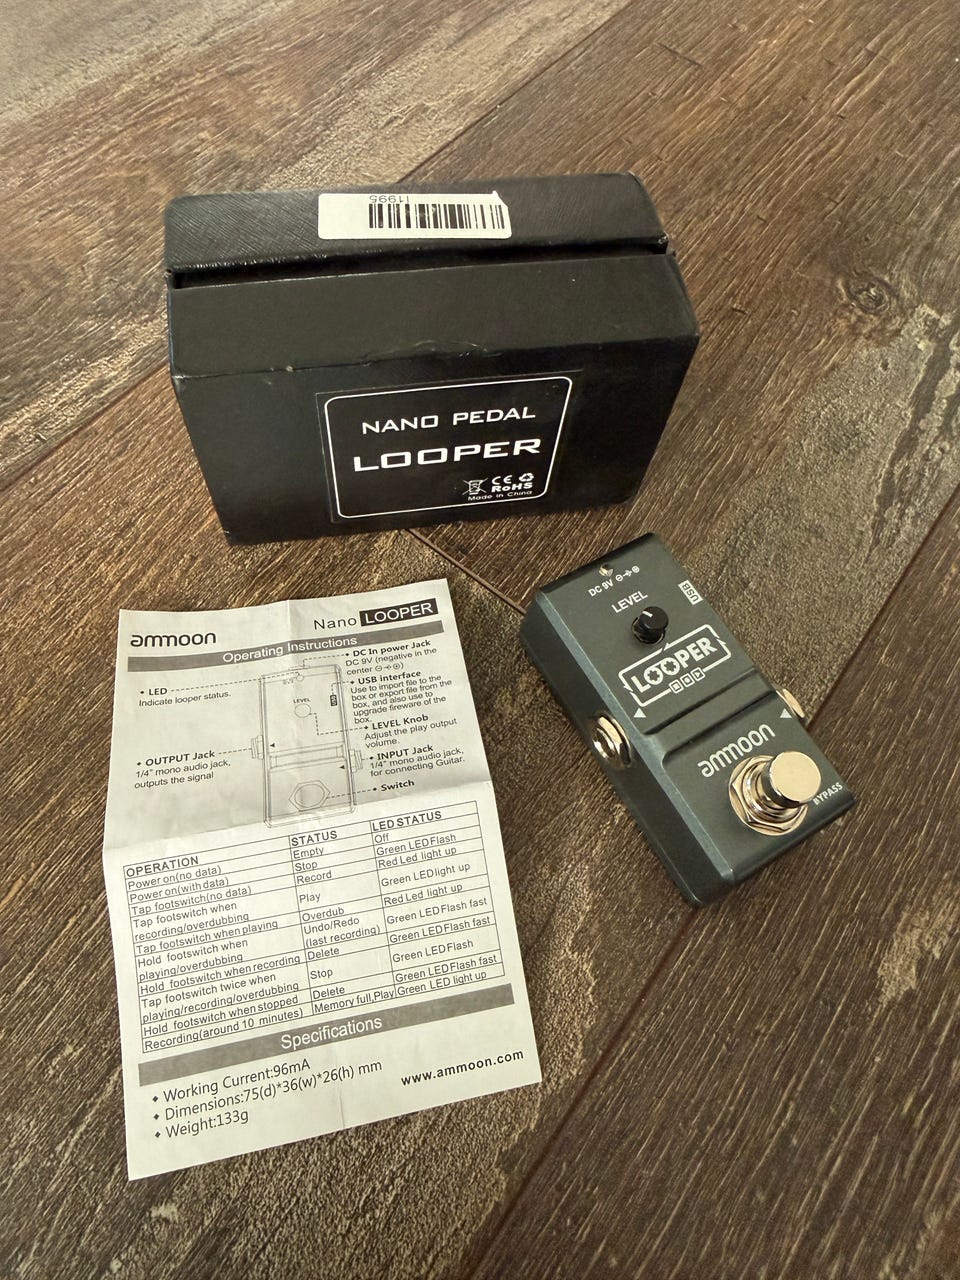 I1995
NANO PEDAL
LOOPER
CE
RoHS
Made in China
DC 9V
USB
LEVEL
LOOPER
ammoon
BYPASS
ammoon
Nano LOOPER
Operating Instructions
• LED
Indicate looper status.
• DC In power Jack
DC 9V (negative in the
center)
• USB interface
Use to import file to the
box or export file from the
box, and also use to
upgrade fireware of the
box.
• LEVEL Knob
Adjust the play output
volume.
• OUTPUT Jack
1/4" mono audio jack,
outputs the signal
• INPUT Jack
1/4" mono audio jack,
for connecting Guitar.
• Switch
LEVEL
USB
OPERATION STATUS LED STATUS
Power on(no data) Empty Off
Power on(with data) Stop Green LED Flash
Tap footswitch(no data) Record Red Led light up
Tap footswitch when
recording/overdubbing Play Green LED light up
Tap footswitch when playing Overdub Red Led light up
Hold footswitch when
playing/overdubbing Undo/Redo
(last recording) Green LED Flash fast
Hold footswitch when recording Delete Green LED Flash fast
Tap footswitch twice when
playing/recording/overdubbing Stop Green LED Flash
Hold footswitch when stopped Delete Green LED Flash fast
Recording(around 10 minutes) Memory full,Play Green LED light up
Specifications
• Working Current:96mA
• Dimensions:75(d)*36(w)*26(h) mm
• Weight:133g
www.ammoon.com